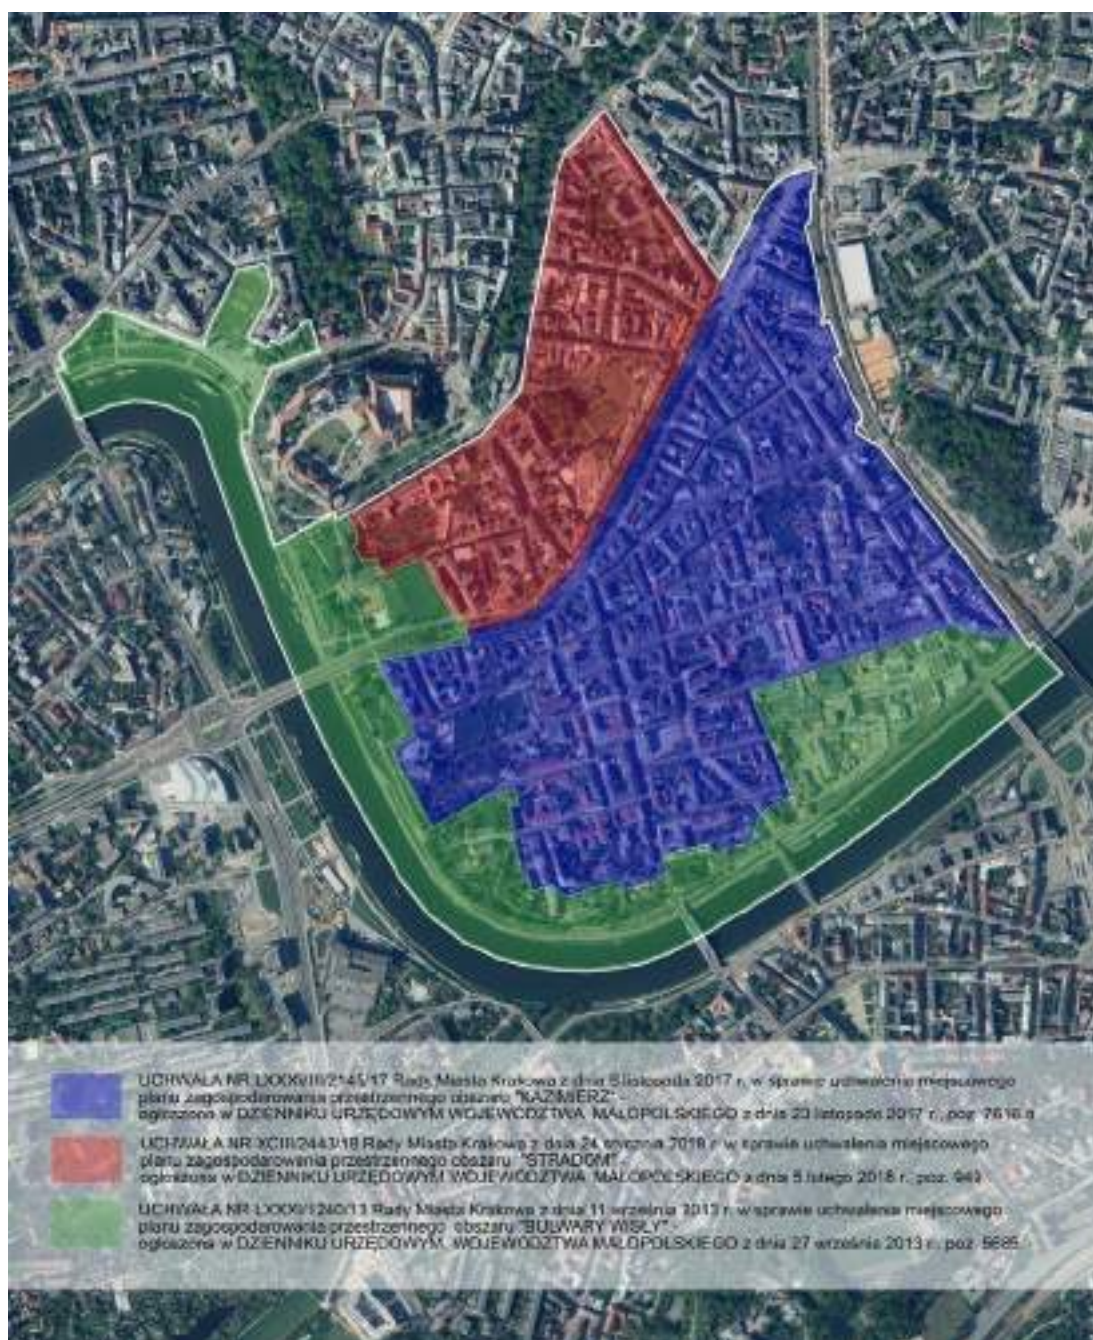 UCHWAŁA NR LXXXVIII/2145/17 Rady Miasta Krakowa z dnia 8 listopada 2017 r. w sprawie uchwalenia miejscowego
planu zagospodarowania przestrzennego obszaru "KAZIMIERZ" -
ogłoszona w DZIENNIKU URZĘDOWYM WOJEWÓDZTWA MAŁOPOLSKIEGO z dnia 23 listopada 2017 r., poz. 7616
UCHWAŁA NR XCIII/2443/18 Rady Miasta Krakowa z dnia 24 stycznia 2018 r. w sprawie uchwalenia miejscowego
planu zagospodarowania przestrzennego obszaru "STRADOM" -
ogłoszona w DZIENNIKU URZĘDOWYM WOJEWÓDZTWA MAŁOPOLSKIEGO z dnia 5 lutego 2018 r., poz. 949
UCHWAŁA NR Rady Miasta Krakowa z dnia 11 września 2013 r. w sprawie uchwalenia miejscowego
planu zagospodarowania przestrzennego obszaru "BULWARY WISŁY" -
ogłoszona w DZIENNIKU URZĘDOWYM WOJEWÓDZTWA MAŁOPOLSKIEGO z dnia 27 września 2013 r., poz. 5685